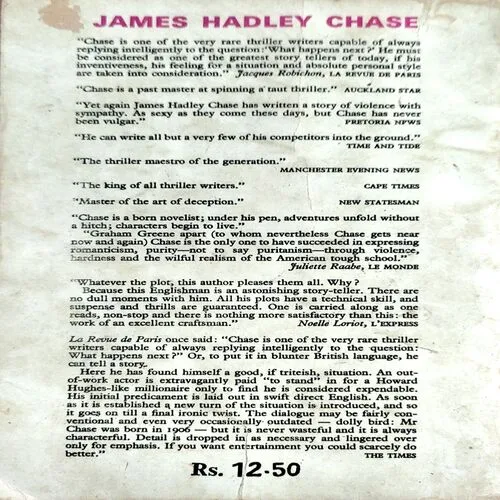 JAMES HADLEY CHASE
"Chase is one of the very rare thriller writers capable of always
replying intelligently to the question: 'What happens next?' He must
be considered as one of the greatest story tellers of today, if his
inventiveness, his feeling for a situation and absolute personal style
are taken into consideration." Jacques Robichon, LA REVUE DE PARIS
"Chase is a past master at spinning a taut thriller." AUCKLAND STAR
"Yet again James Hadley Chase has written a story of violence with
sympathy. As sexy as they come these days, but Chase has never
been vulgar." PRETORIA NEWS
"He can write all but a very few of his competitors into the ground."
TIME AND TIDE
"The thriller maestro of the generation."
MANCHESTER EVENING NEWS
"The king of all thriller writers." CAPE TIMES
"Master of the art of deception." NEW STATESMAN
"Chase is a born novelist; under his pen, adventures unfold without
a hitch; characters begin to live."
"Graham Greene apart (to whom nevertheless Chase gets near
now and again) Chase is the only one to have succeeded in expressing
romanticism, purity—not to say puritanism—through violence,
hardness and the wilful realism of the American tough school."
Juliette Raabe, LE MONDE
"Whatever the plot, this author pleases them all. Why?
Because this Englishman is an astonishing story-teller. There are
no dull moments with him. All his plots have a technical skill, and
suspense and thrills are guaranteed. One is carried along as one
reads, non-stop and there is nothing more satisfactory than this: the
work of an excellent craftsman." Noelle Loriot, L'EXPRESS
La Revue de Paris once said: "Chase is one of the very rare thriller
writers capable of always replying intelligently to the question:
What happens next?" Or, to put it in blunter British language, he
can tell a story.
Here he has found himself a good, if triteish, situation. An out-
of-work actor is extravagantly paid "to stand" in for a Howard
Hughes-like millionaire only to find he is considered expendable.
His initial predicament is laid out in swift direct English. As soon
as it is established a new turn of the situation is introduced, and so
it goes on till a final ironic twist. The dialogue may be fairly con-
ventional and even very occasionally outdated — dolly bird: Mr
Chase was born in 1906 — but it is never wasteful and it is always
characterful. Detail is dropped in as necessary and lingered over
only for emphasis. If you want entertainment you could scarcely do
better." THE TIMES
Rs. 12-50